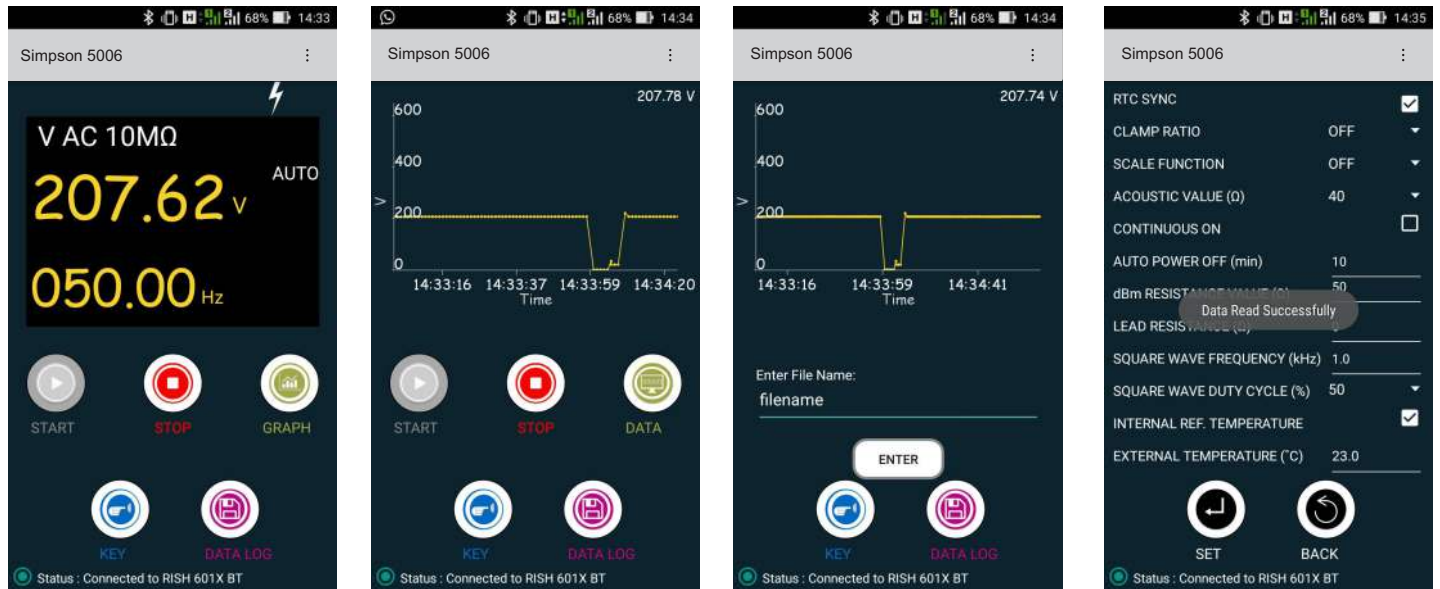 68% 14:33
Simpson 5006
V AC 10MΩ
AUTO
207.62 V
050.00 Hz
START STOP GRAPH
KEY DATA LOG
Status : Connected to RISH 601X BT
68% 14:34
Simpson 5006
207.78 V
600
400
V
200
0
14:33:16 14:33:37 14:33:59 14:34:20
Time
START STOP DATA
KEY DATA LOG
Status : Connected to RISH 601X BT
68% 14:34
Simpson 5006
207.74 V
600
400
V
200
0
14:33:16 14:33:59 14:34:41
Time
Enter File Name:
filename
ENTER
KEY DATA LOG
Status : Connected to RISH 601X BT
68% 14:35
Simpson 5006
RTC SYNC
CLAMP RATIO OFF
SCALE FUNCTION OFF
ACOUSTIC VALUE (Ω) 40
CONTINUOUS ON
AUTO POWER OFF (min) 10
dBm RESISTANCE VALUE (Ω) 50
Data Read Successfully
LEAD RESISTANCE (Ω)
SQUARE WAVE FREQUENCY (kHz) 1.0
SQUARE WAVE DUTY CYCLE (%) 50
INTERNAL REF. TEMPERATURE
EXTERNAL TEMPERATURE (˚C) 23.0
SET BACK
Status : Connected to RISH 601X BT